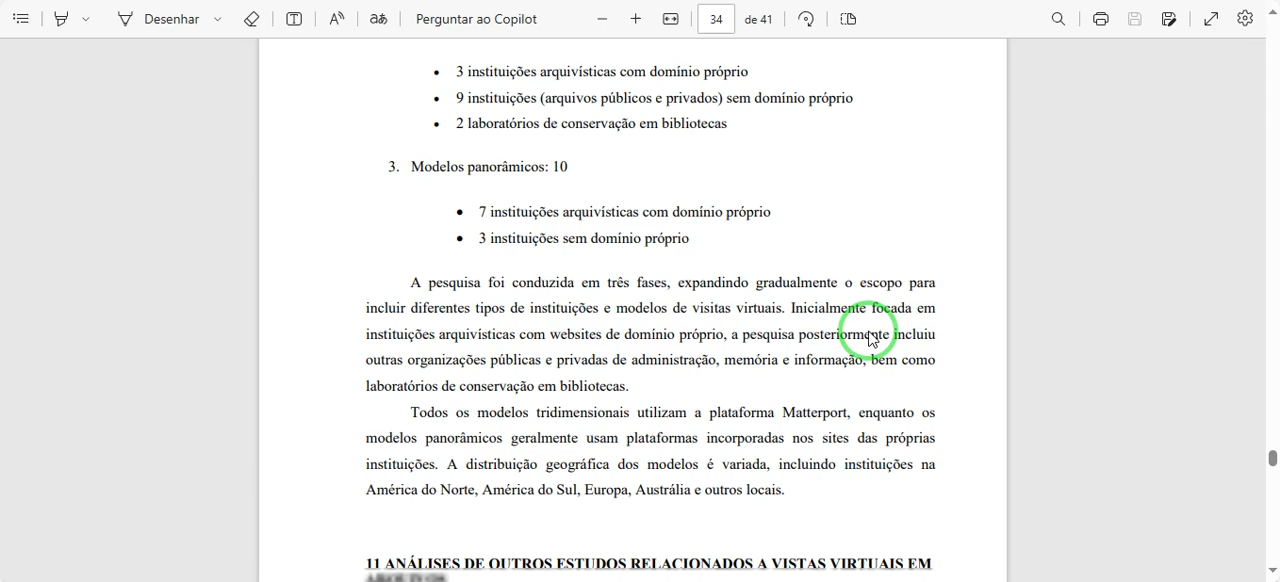 Desenhar
Perguntar ao Copilot
34 de 41
• 3 instituições arquivísticas com domínio próprio
• 9 instituições (arquivos públicos e privados) sem domínio próprio
• 2 laboratórios de conservação em bibliotecas
3. Modelos panorâmicos: 10
• 7 instituições arquivísticas com domínio próprio
• 3 instituições sem domínio próprio
A pesquisa foi conduzida em três fases, expandindo gradualmente o escopo para
incluir diferentes tipos de instituições e modelos de visitas virtuais. Inicialmente focada em
instituições arquivísticas com websites de domínio próprio, a pesquisa posteriormente incluiu
outras organizações públicas e privadas de administração, memória e informação, bem como
laboratórios de conservação em bibliotecas.
Todos os modelos tridimensionais utilizam a plataforma Matterport, enquanto os
modelos panorâmicos geralmente usam plataformas incorporadas nos sites das próprias
instituições. A distribuição geográfica dos modelos é variada, incluindo instituições na
América do Norte, América do Sul, Europa, Austrália e outros locais.
11 ANÁLISES DE OUTROS ESTUDOS RELACIONADOS A VISTAS VIRTUAIS EM